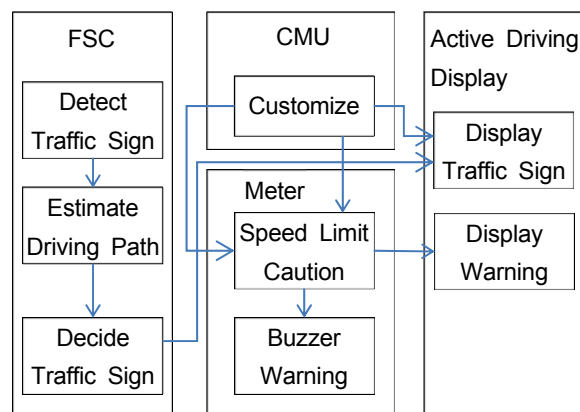 FSC
Detect
Traffic Sign
Estimate
Driving Path
Decide
Traffic Sign
CMU
Customize
Meter
Speed Limit
Caution
Buzzer
Warning
Active Driving
Display
Display
Traffic Sign
Display
Warning